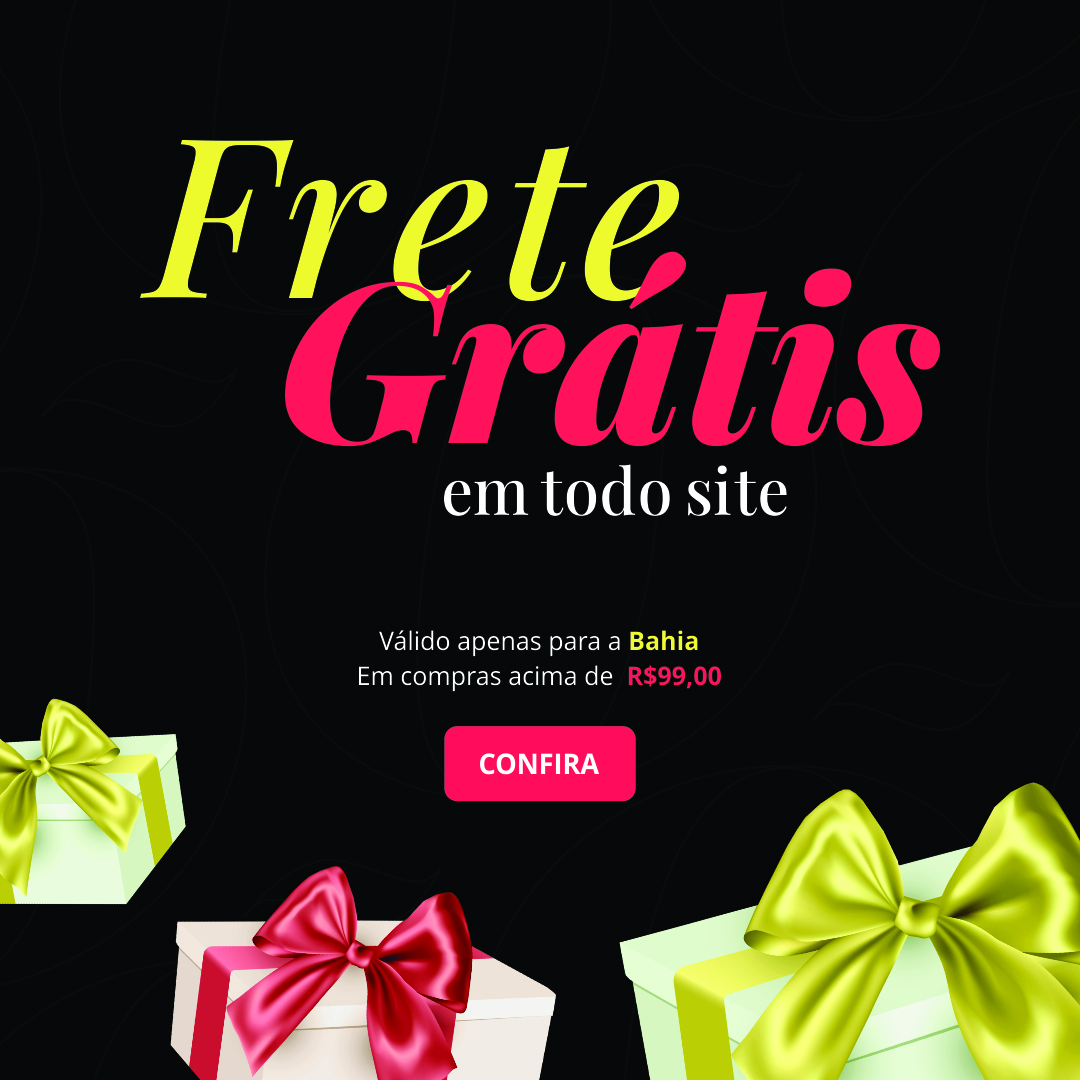 Frete
Grátis
em todo site
Válido apenas para a Bahia
Em compras acima de R$99,00
CONFIRA